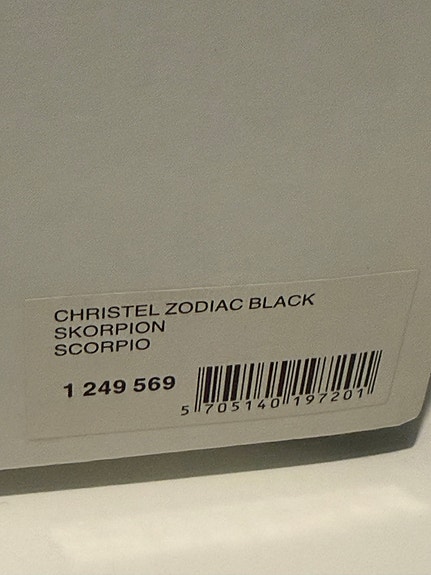 CHRISTEL ZODIAC BLACK
SKORPION
SCORPIO
1 249 569
5 705140 197201